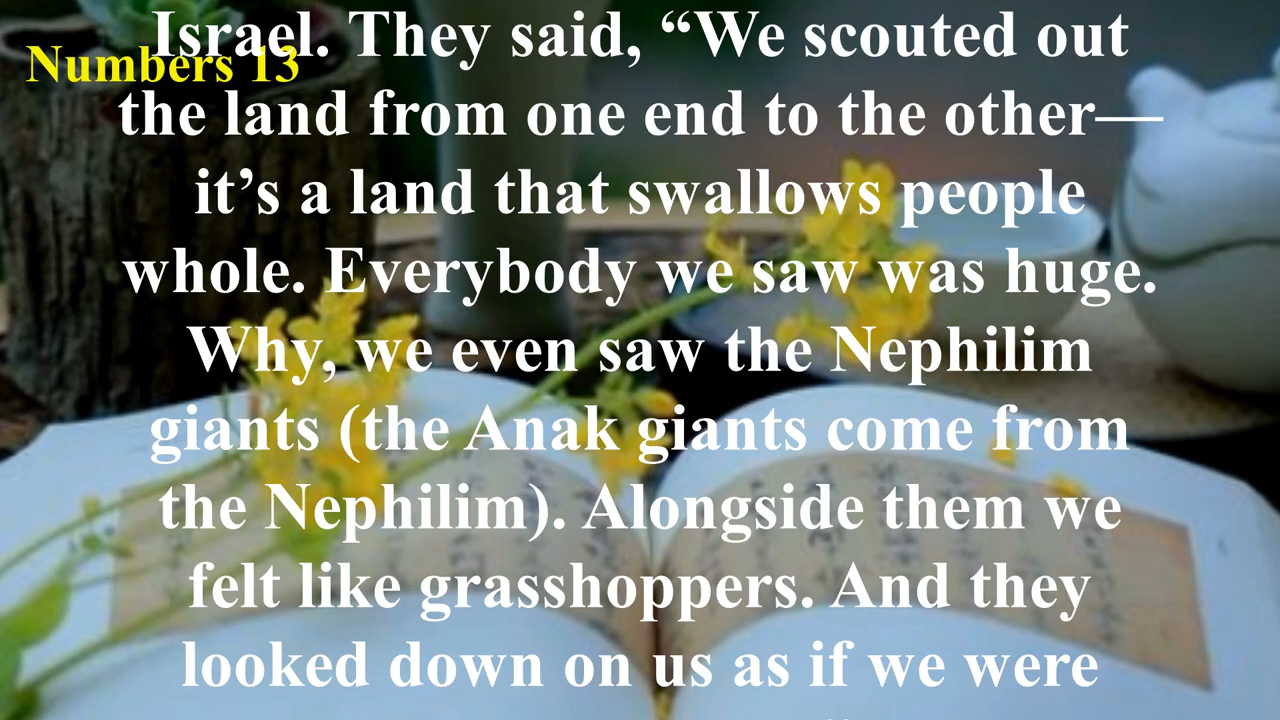 Israel. They said, “We scouted out
Numbers 13
the land from one end to the other—
it’s a land that swallows people
whole. Everybody we saw was huge.
Why, we even saw the Nephilim
giants (the Anak giants come from
the Nephilim). Alongside them we
felt like grasshoppers. And they
looked down on us as if we were